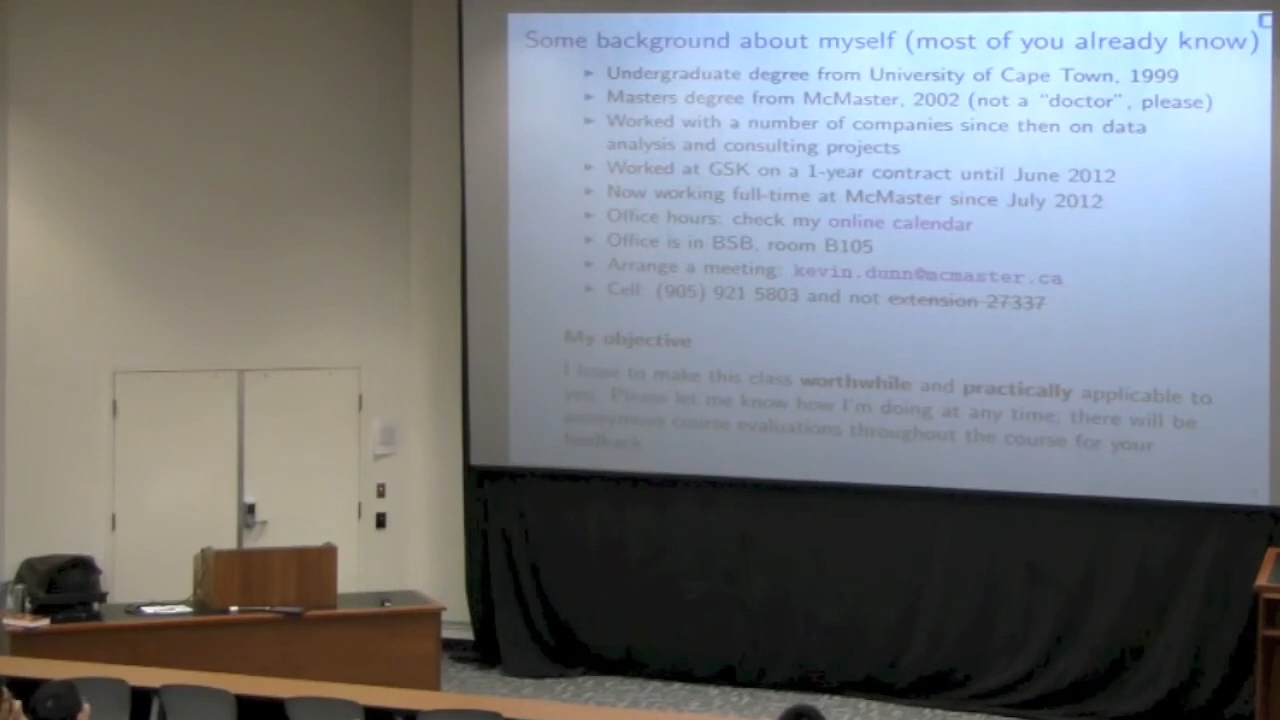 Some background about myself (most of you already know)
► Undergraduate degree from University of Cape Town, 1999
► Masters degree from McMaster, 2002 (not a "doctor", please)
► Worked with a number of companies since then on data
analysis and consulting projects
► Worked at GSK on a 1-year contract until June 2012
► Now working full-time at McMaster since July 2012
► Office hours: check my online calendar
► Office is in BSB, room B105
► Arrange a meeting: kevin.dunn@mcmaster.ca
► Cell: (905) 921 5803 and not extension 27337
My objective
I hope to make this class worthwhile and practically applicable to
you. Please let me know how I'm doing at any time; there will be
anonymous course evaluations throughout the course for your
feedback